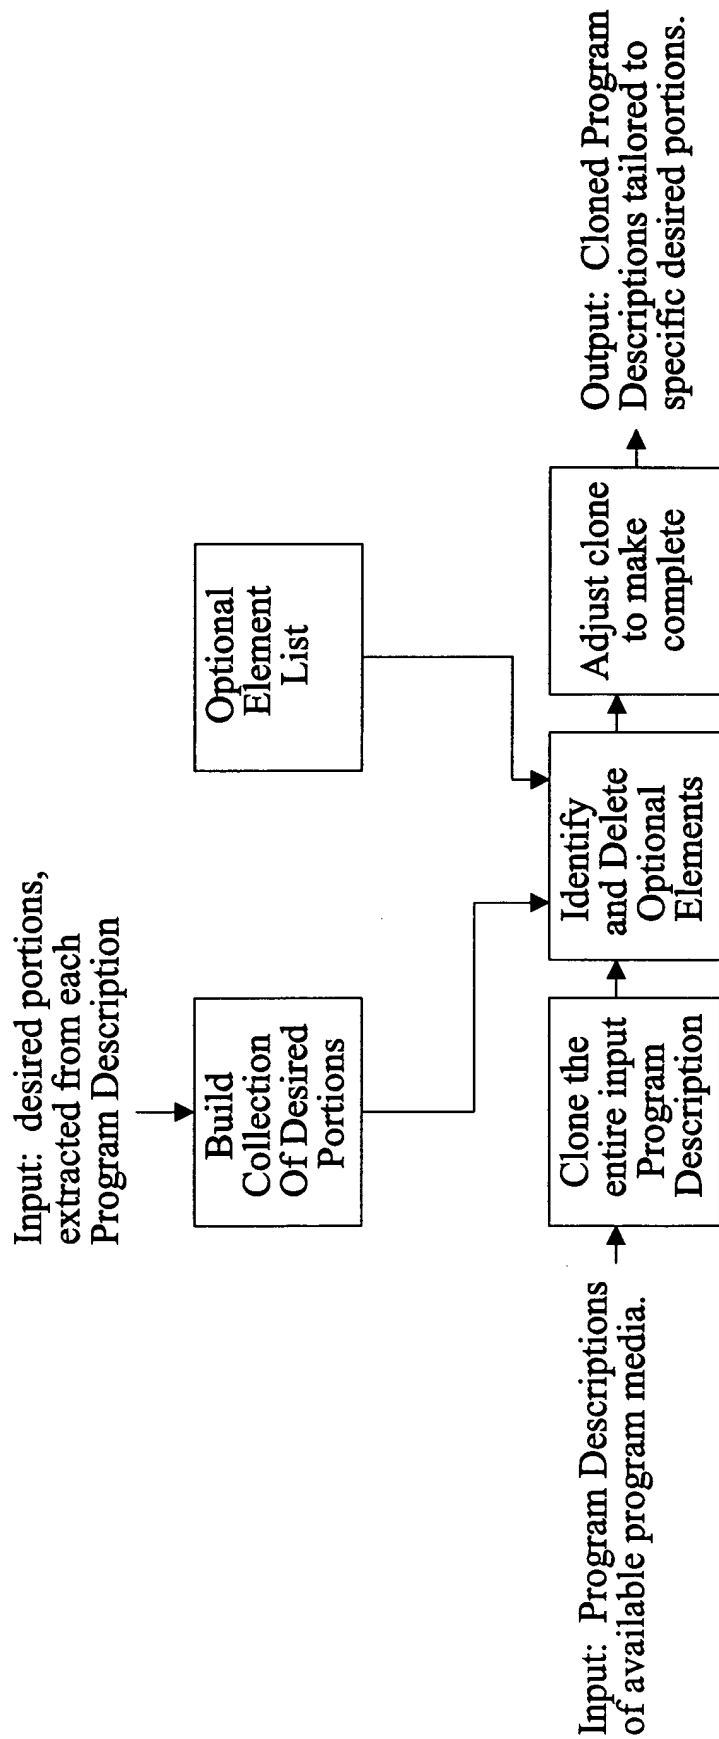 Input:  desired portions,
extracted from each
Program Description
Build
Collection
Of Desired
Portions
Optional
Element
List
Input:  Program Descriptions
of available program media.
Clone the
entire input
Program
Description
Identify
and Delete
Optional
Elements
Adjust clone
to make
complete
Output:  Cloned Program
Descriptions tailored to
specific desired portions.